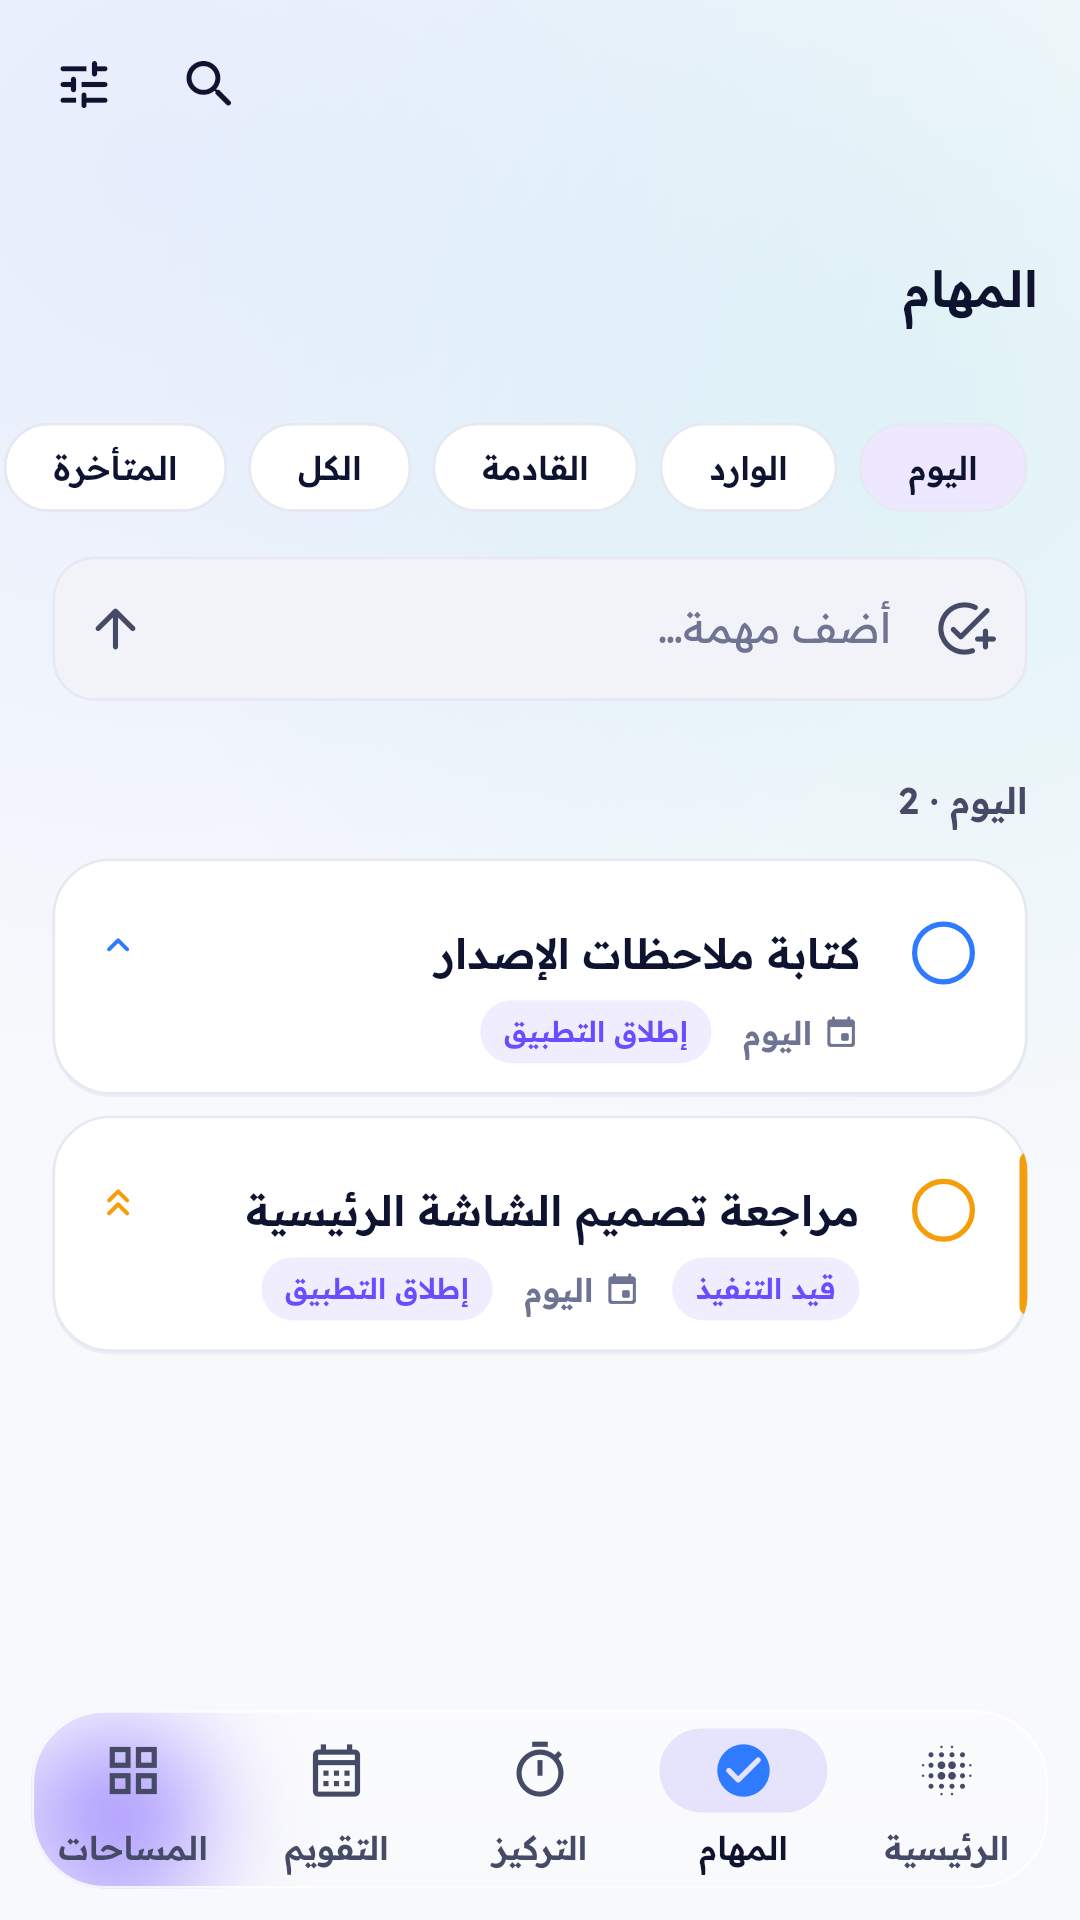 المهام
اليوم
الوارد
القادمة
الكل
المتأخرة
أضف مهمة...
اليوم · 2
كتابة ملاحظات الإصدار
اليوم
إطلاق التطبيق
مراجعة تصميم الشاشة الرئيسية
قيد التنفيذ
اليوم
إطلاق التطبيق
الرئيسية
المهام
التركيز
التقويم
المساحات